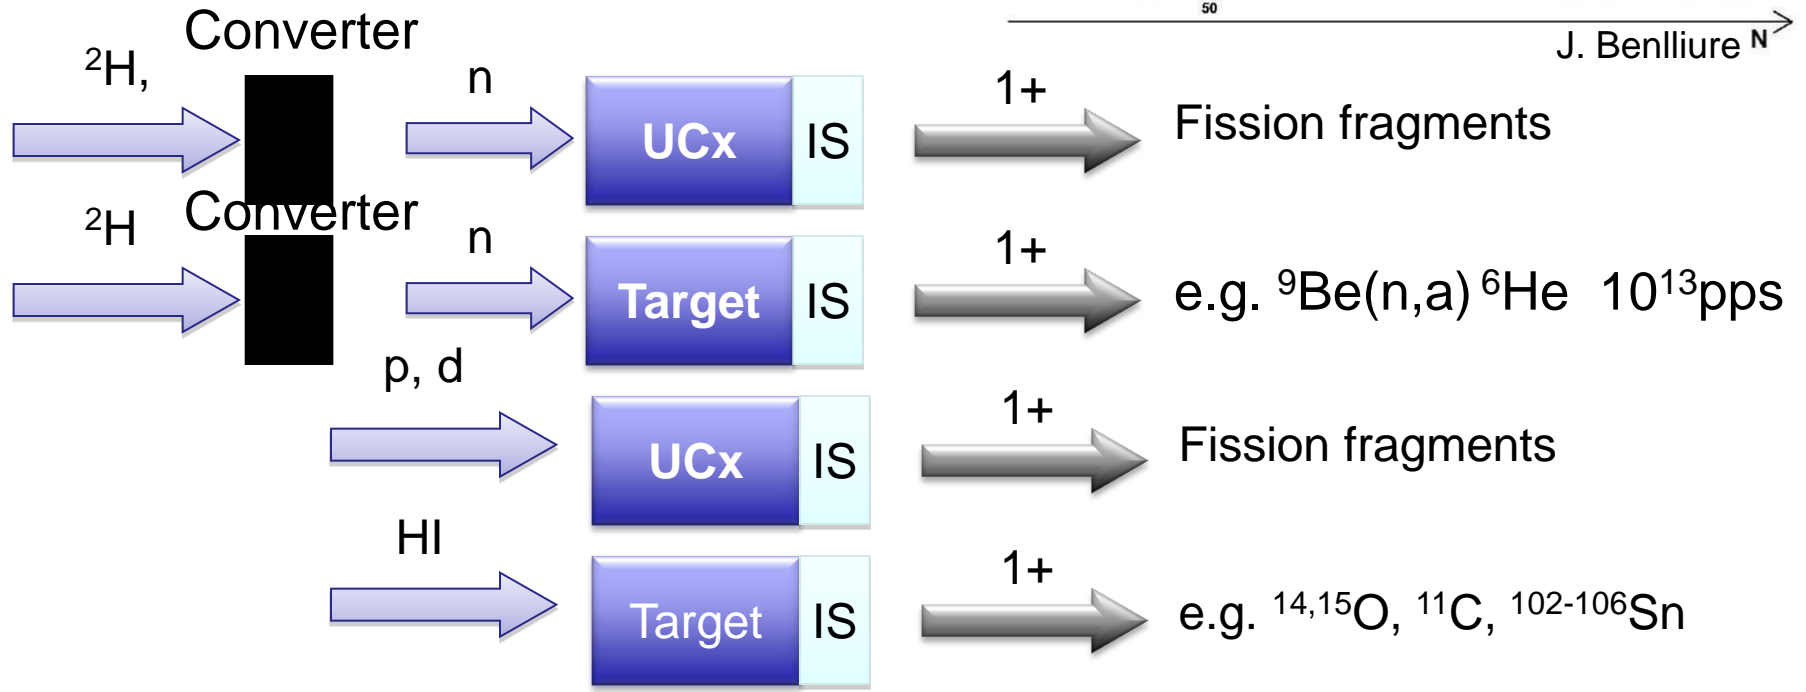 50
J. Benlliure N
Converter
²H,
n
1+
UCx IS
Fission fragments
Converter
²H
n
1+
Target IS
e.g. ⁹Be(n,a) ⁶He 10¹³pps
p, d
1+
UCx IS
Fission fragments
HI
1+
Target IS
e.g. ¹⁴,¹⁵O, ¹¹C, ¹⁰²⁻¹⁰⁶Sn